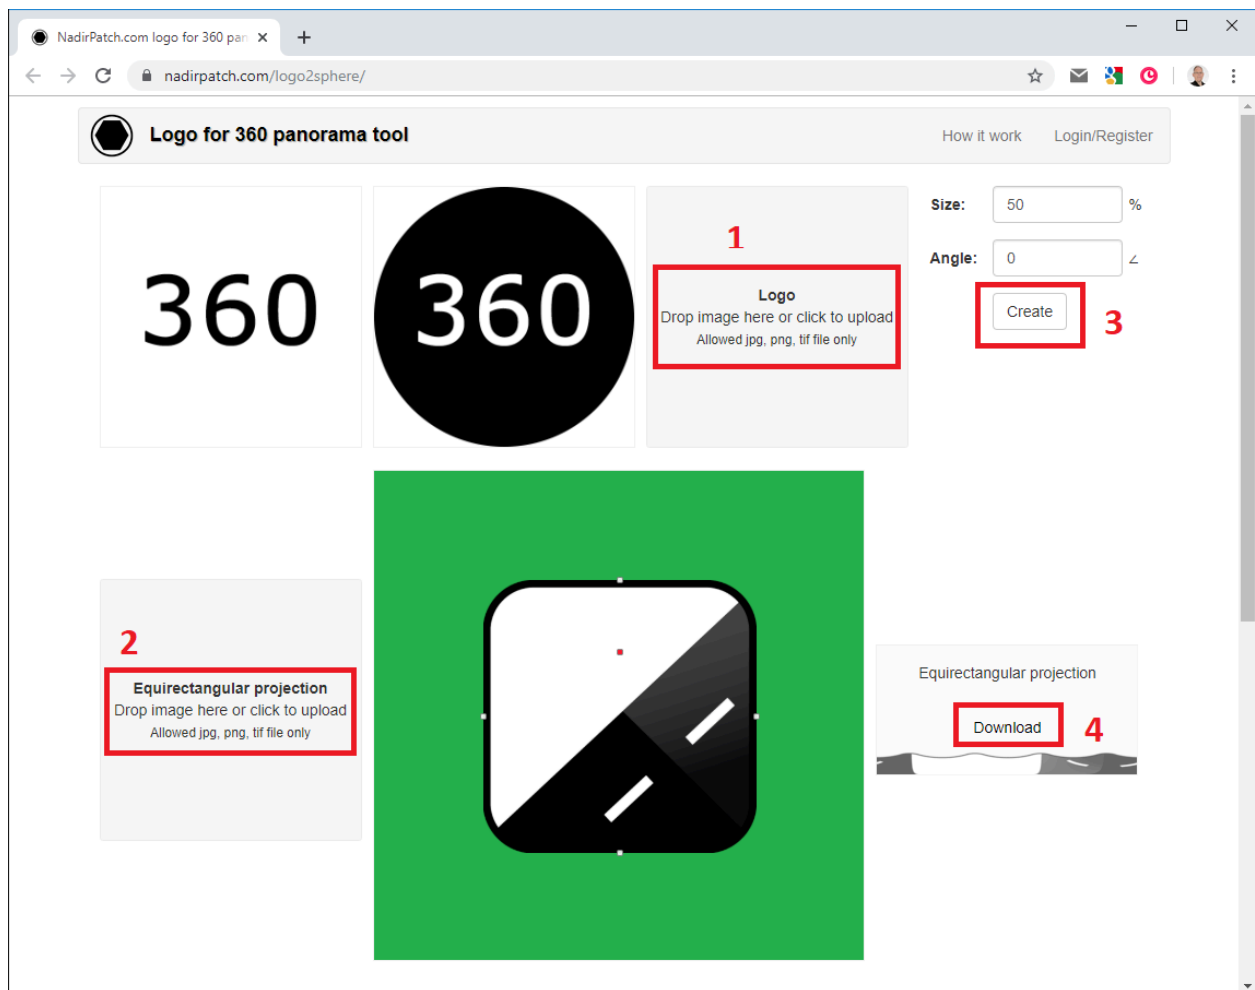 NadirPatch.com logo for 360 pan
nadirpatch.com/logo2sphere/
Logo for 360 panorama tool
How it work
Login/Register
360
360
1
Logo
Drop image here or click to upload
Allowed jpg, png, tif file only
Size:
50
%
Angle:
0
∠
Create
3
2
Equirectangular projection
Drop image here or click to upload
Allowed jpg, png, tif file only
Equirectangular projection
Download
4